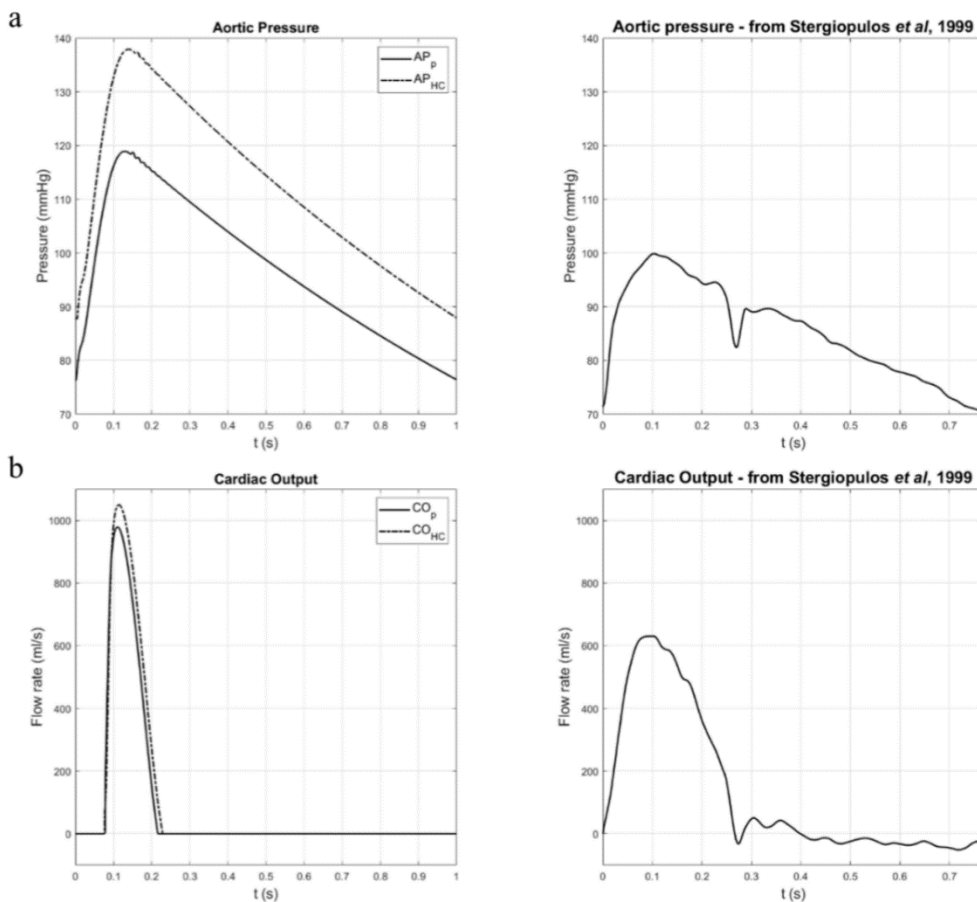 a
Aortic Pressure
AP_p
AP_HC
Pressure (mmHg)
140
130
120
110
100
90
80
70
0 0.1 0.2 0.3 0.4 0.5 0.6 0.7 0.8 0.9 1
t (s)
Aortic pressure - from Stergiopulos et al, 1999
Pressure (mmHg)
140
130
120
110
100
90
80
70
0 0.1 0.2 0.3 0.4 0.5 0.6 0.7
t (s)
b
Cardiac Output
CO_p
CO_HC
Flow rate (ml/s)
1000
800
600
400
200
0
0 0.1 0.2 0.3 0.4 0.5 0.6 0.7 0.8 0.9 1
t (s)
Cardiac Output - from Stergiopulos et al, 1999
Flow rate (ml/s)
1000
800
600
400
200
0
0 0.1 0.2 0.3 0.4 0.5 0.6 0.7
t (s)